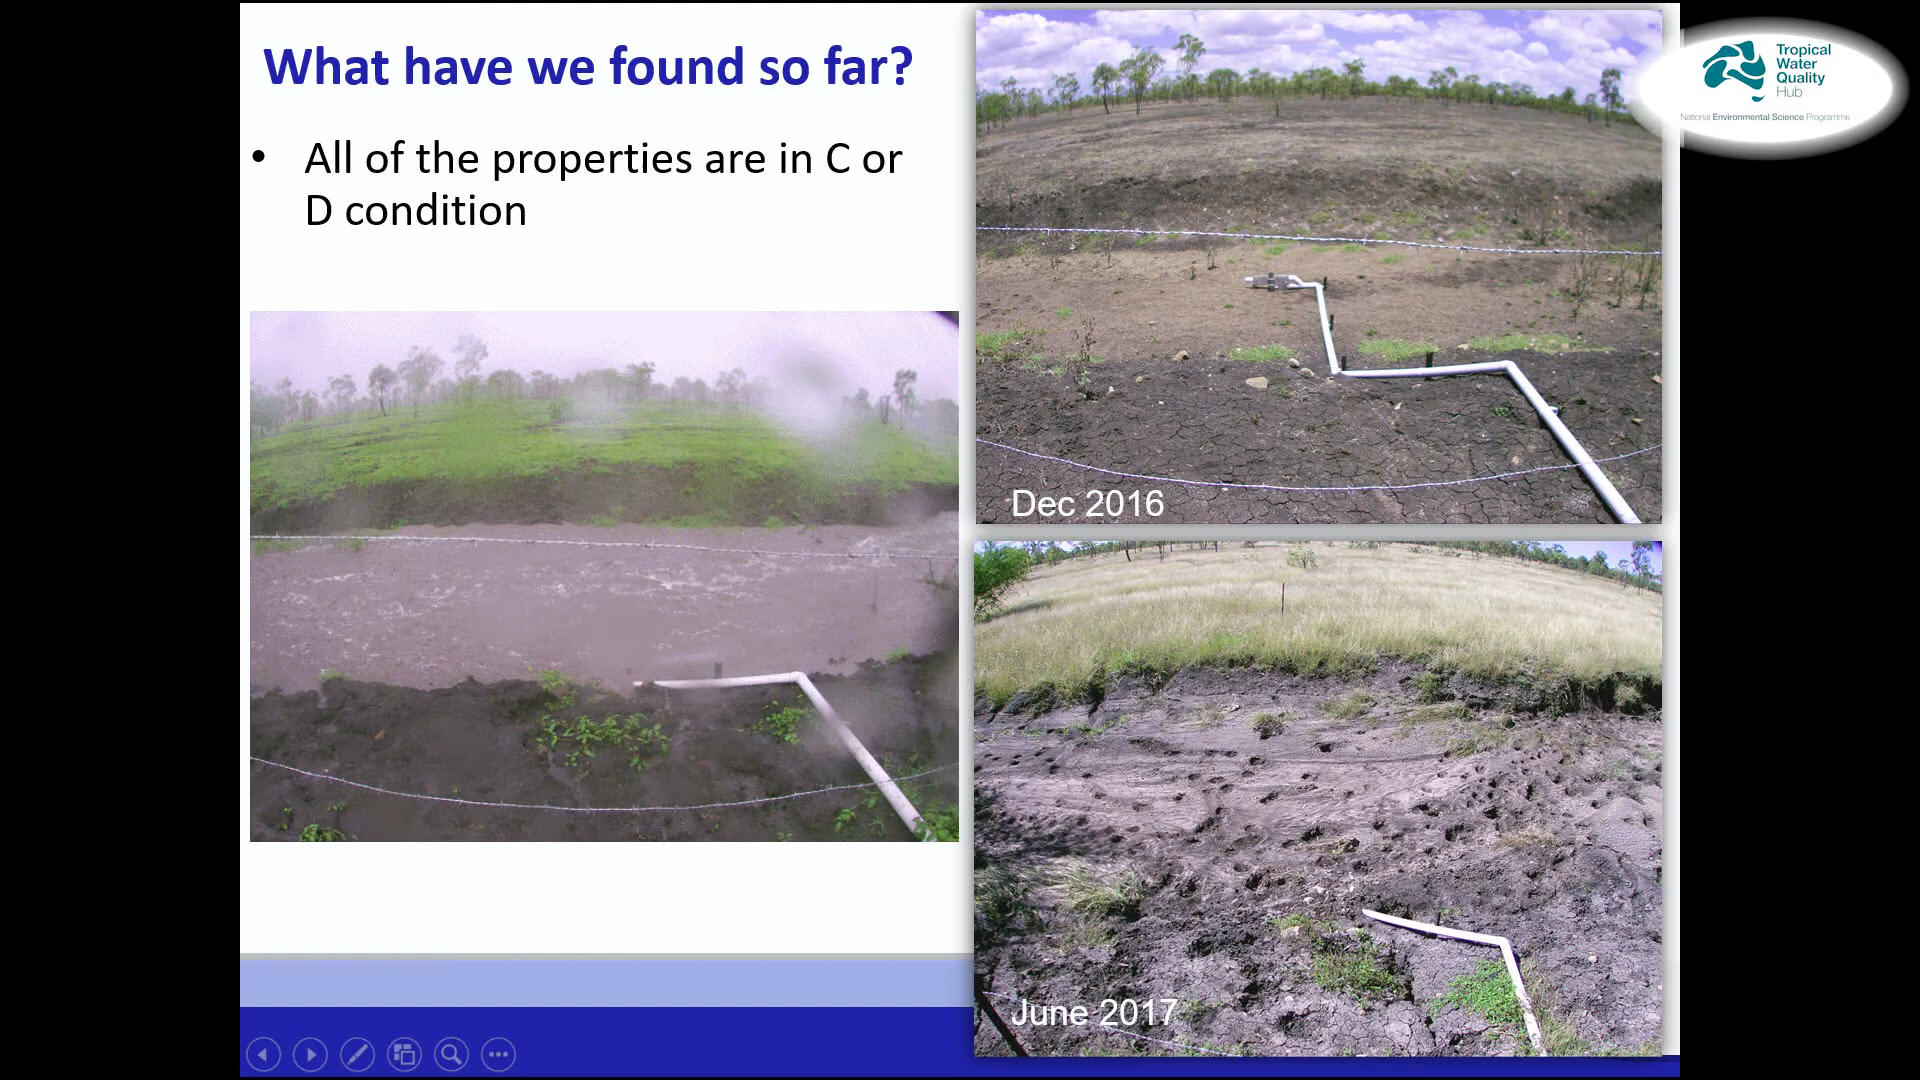 What have we found so far?
• All of the properties are in C or
D condition
Dec 2016
June 2017
Tropical
Water
Quality
Hub
National Environmental Science Programme